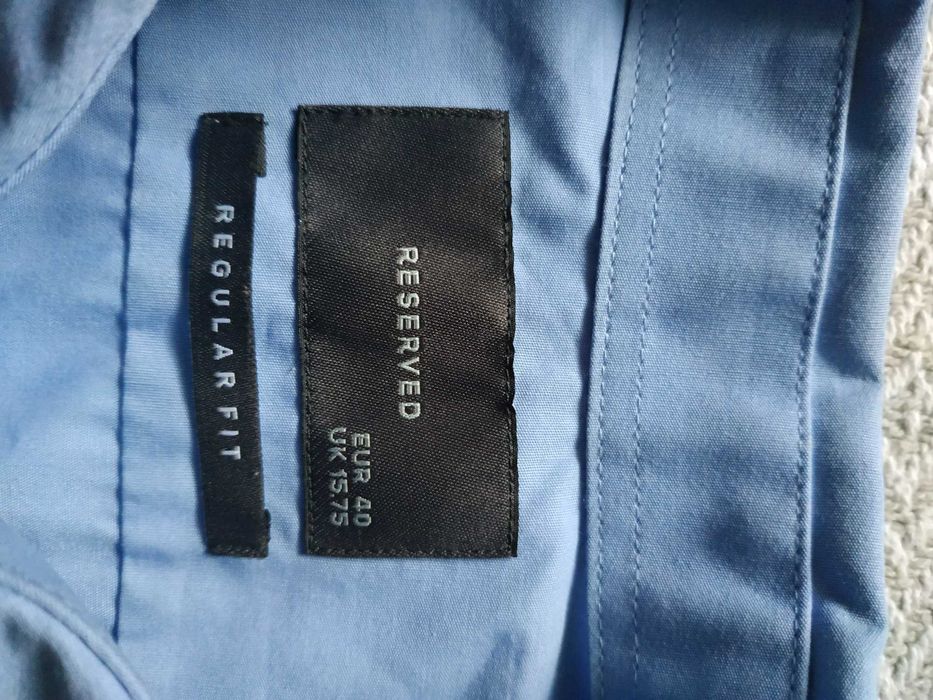 RESERVED
EUR 40
UK 15.75
REGULAR FIT